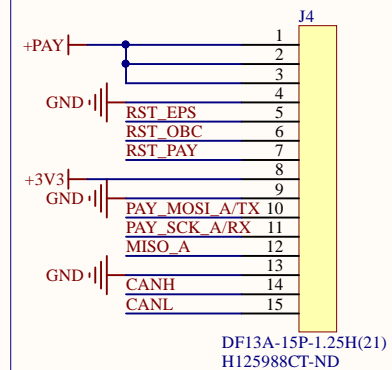 J4
+PAY 1
2
3
GND 4
RST_EPS 5
RST_OBC 6
RST_PAY 7
+3V3 8
GND 9
PAY_MOSI_A/TX 10
PAY_SCK_A/RX 11
MISO_A 12
GND 13
CANH 14
CANL 15
DF13A-15P-1.25H(21)
H125988CT-ND